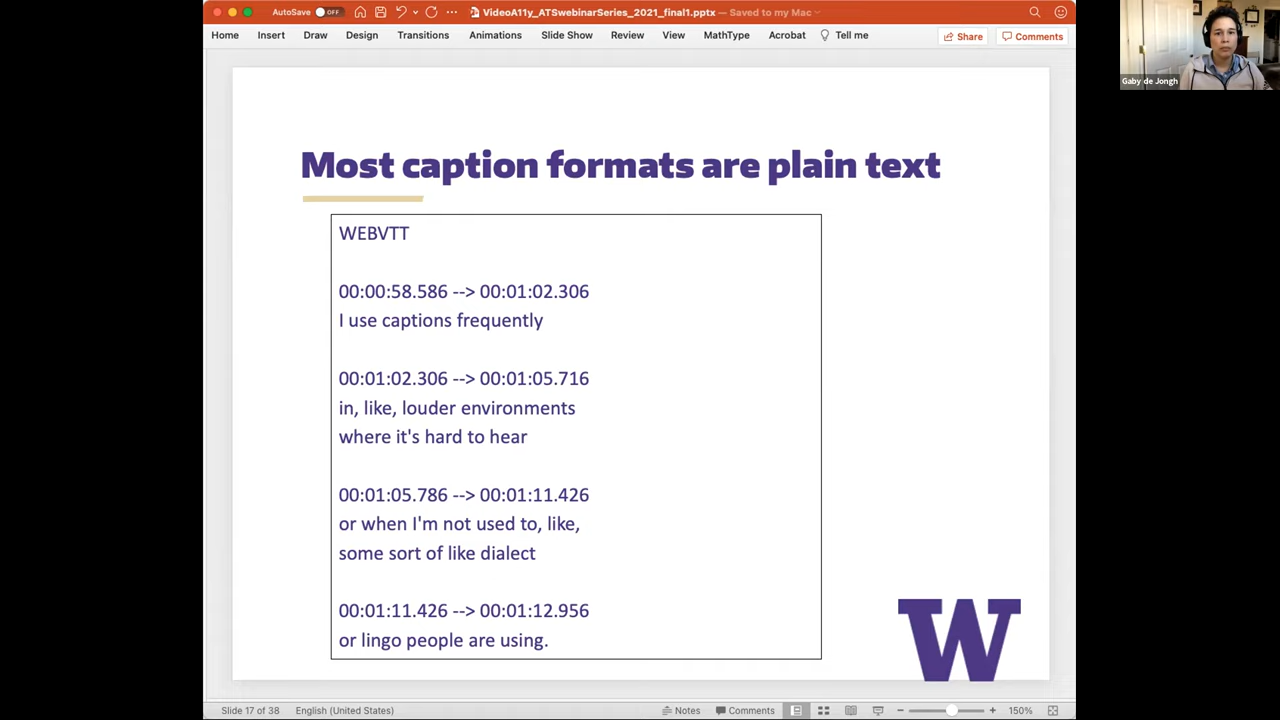 AutoSave OFF ··· VideoA11y_ATSwebinarSeries_2021_final1.pptx — Saved to my Mac
Home Insert Draw Design Transitions Animations Slide Show Review View MathType Acrobat Tell me Share Comments
Gaby de Jongh
Most caption formats are plain text
WEBVTT
00:00:58.586 --> 00:01:02.306
I use captions frequently
00:01:02.306 --> 00:01:05.716
in, like, louder environments
where it's hard to hear
00:01:05.786 --> 00:01:11.426
or when I'm not used to, like,
some sort of like dialect
00:01:11.426 --> 00:01:12.956
or lingo people are using.
W
Slide 17 of 38 English (United States) Notes Comments 150%